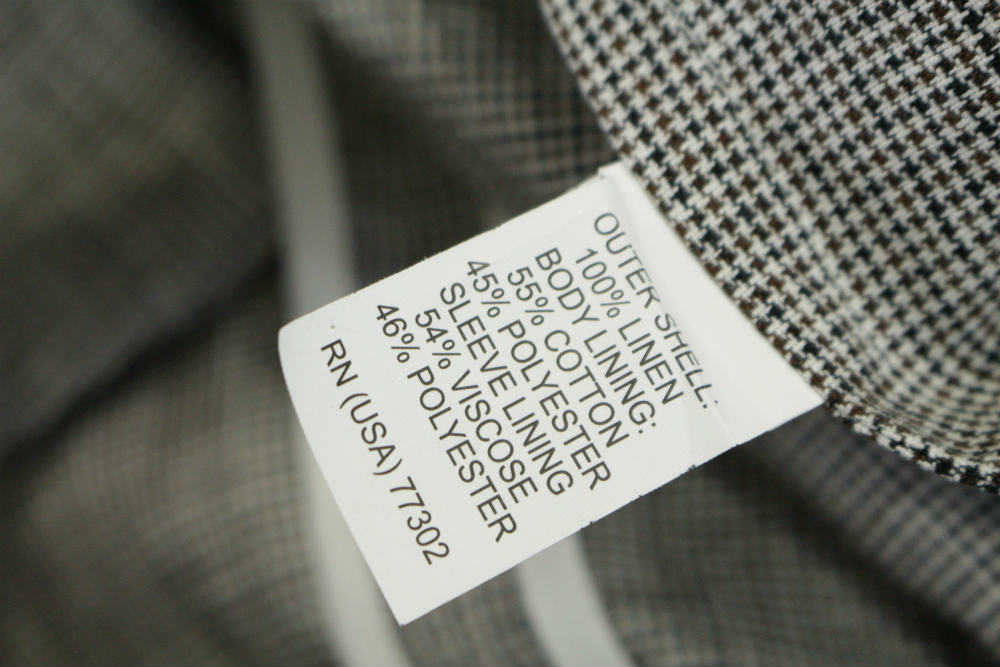 OUTER SHELL:
100% LINEN
BODY LINING:
55% COTTON
45% POLYESTER
SLEEVE LINING
54% VISCOSE
46% POLYESTER
RN (USA) 77302